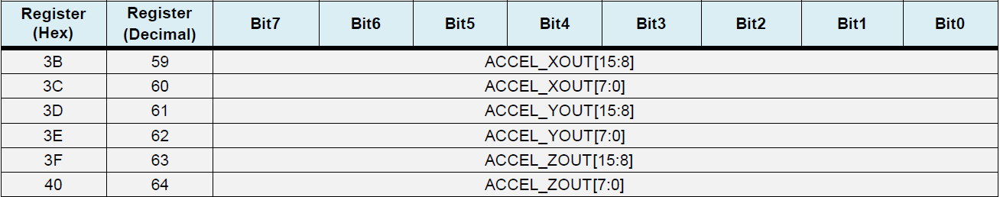 Register (Hex) Register (Decimal) Bit7 Bit6 Bit5 Bit4 Bit3 Bit2 Bit1 Bit0
3B 59 ACCEL_XOUT[15:8]
3C 60 ACCEL_XOUT[7:0]
3D 61 ACCEL_YOUT[15:8]
3E 62 ACCEL_YOUT[7:0]
3F 63 ACCEL_ZOUT[15:8]
40 64 ACCEL_ZOUT[7:0]